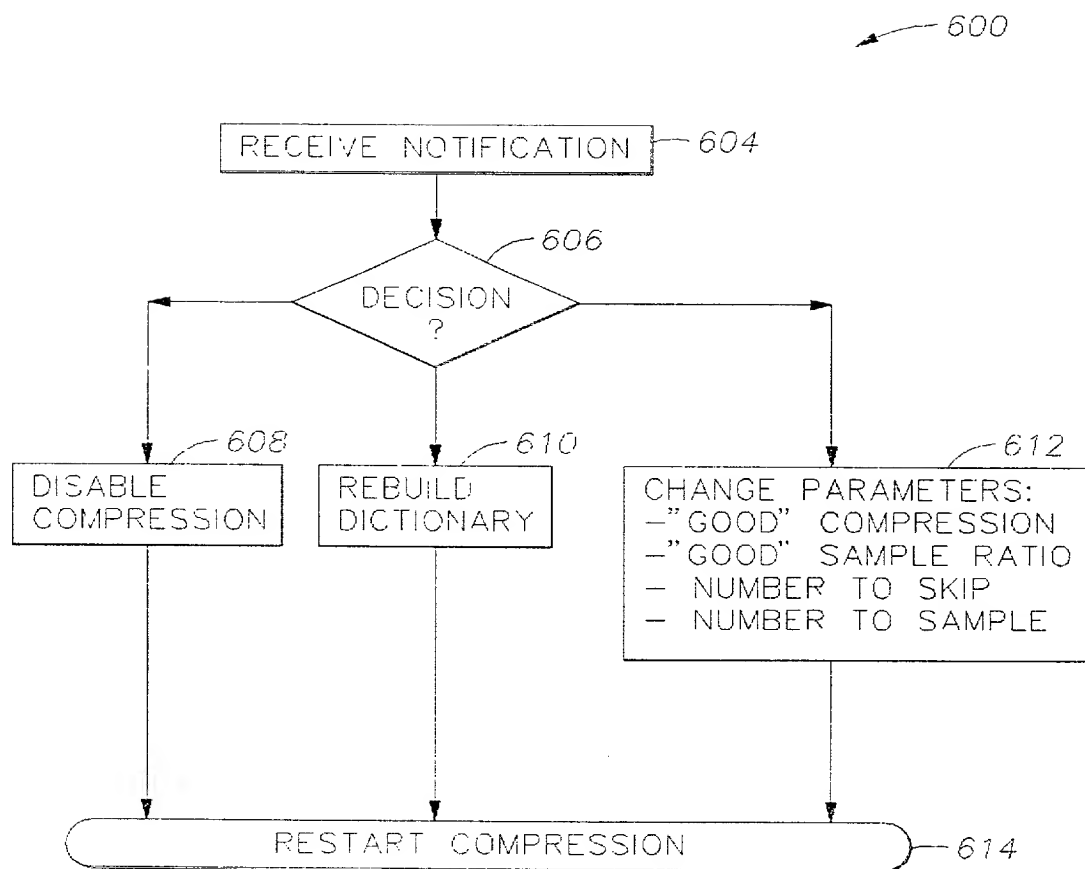 600
RECEIVE NOTIFICATION
604
606
DECISION
?
608
DISABLE
COMPRESSION
610
REBUILD
DICTIONARY
612
CHANGE PARAMETERS:
–"GOOD" COMPRESSION
–"GOOD" SAMPLE RATIO
– NUMBER TO SKIP
– NUMBER TO SAMPLE
RESTART COMPRESSION
614